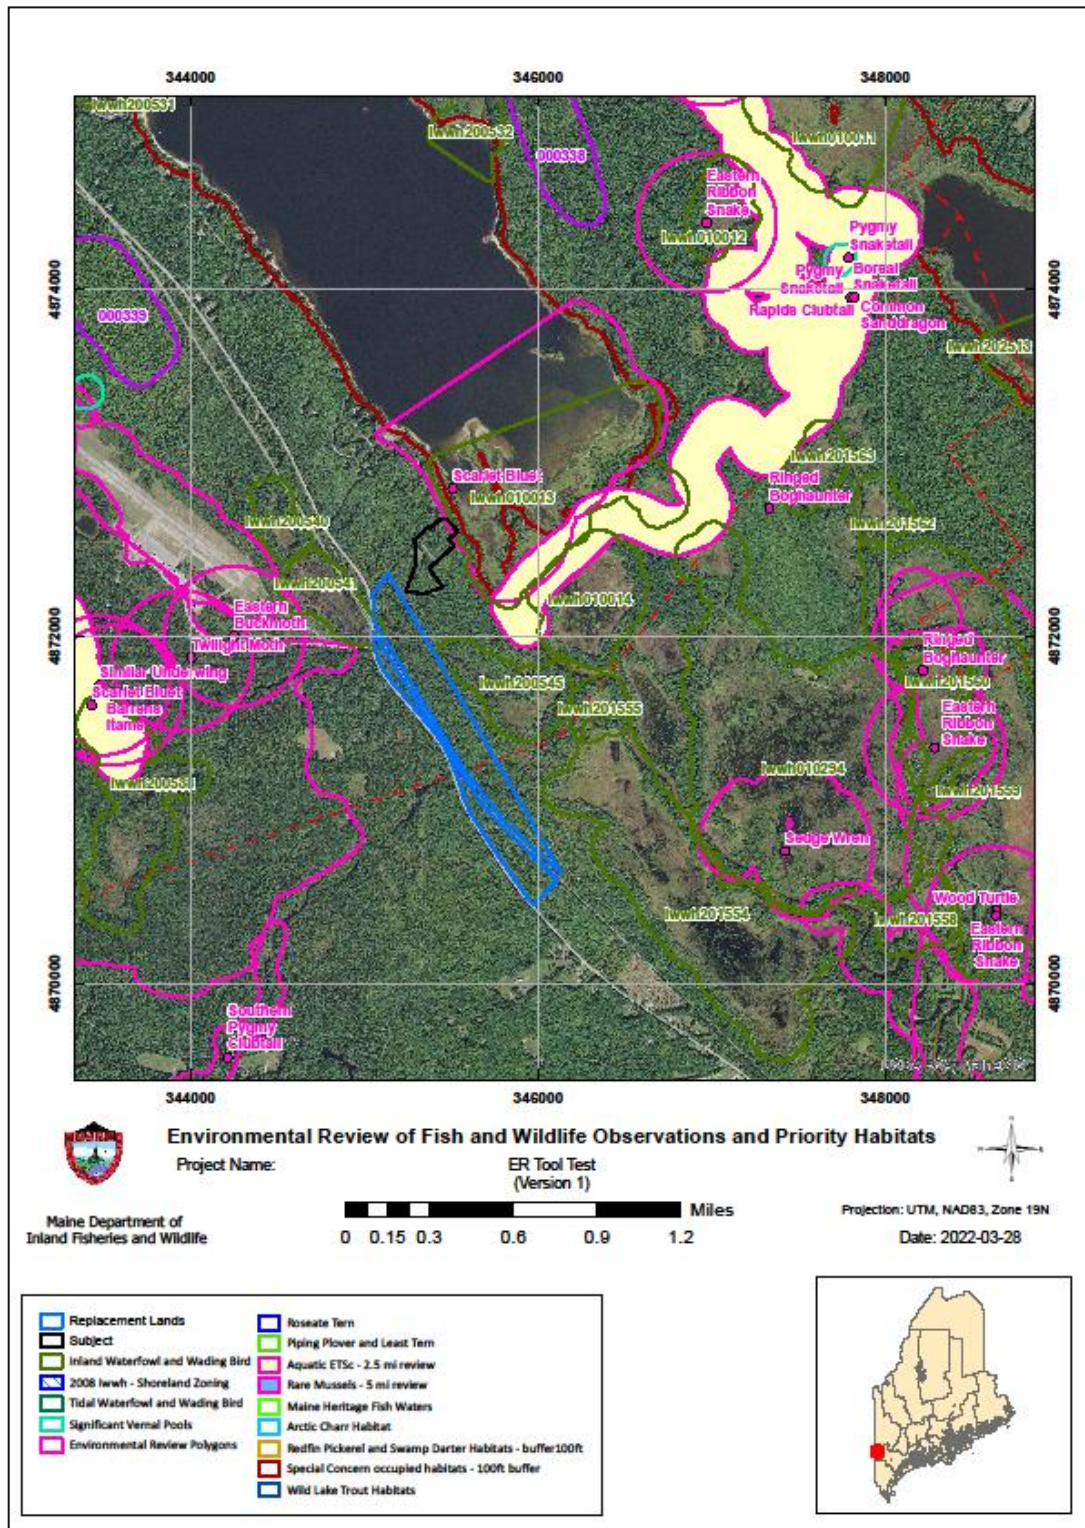 344000
346000
348000
iwwh200531
iwwh200532
iwwh010011
000338
Eastern
Ribbon
Snake
iwwh010012
Pygmy
Snaketail
4874000
Pygmy
Snaketail
Boreal
Snaketail
4874000
000339
Rapids Clubtail
Common
Sanddragon
iwwh202513
Scarlet Bluet
iwwh010013
iwwh201563
Ringed
Boghaunter
iwwh200540
iwwh201562
iwwh200541
iwwh010014
Eastern
Buckmoth
4872000
Twilight Moth
Ringed
Boghaunter
4872000
Similar Underwing
Scarlet Bluet
Barrens
Itame
iwwh200545
iwwh201555
iwwh201560
Eastern
Ribbon
Snake
iwwh010294
iwwh201559
Sedge Wren
Wood Turtle
iwwh201554
iwwh201558
Eastern
Ribbon
Snake
4870000
4870000
Southern
Pygmy
Clubtail
344000
346000
348000
Environmental Review of Fish and Wildlife Observations and Priority Habitats
Project Name:
ER Tool Test
(Version 1)
Maine Department of
Inland Fisheries and Wildlife
Miles
0 0.15 0.3 0.6 0.9 1.2
Projection: UTM, NAD83, Zone 19N
Date: 2022-03-28
Replacement Lands
Subject
Inland Waterfowl and Wading Bird
2008 Iwwh - Shoreland Zoning
Tidal Waterfowl and Wading Bird
Significant Vernal Pools
Environmental Review Polygons
Roseate Tern
Piping Plover and Least Tern
Aquatic ETSc - 2.5 mi review
Rare Mussels - 5 mi review
Maine Heritage Fish Waters
Arctic Charr Habitat
Redfin Pickerel and Swamp Darter Habitats - buffer100ft
Special Concern occupied habitats - 100ft buffer
Wild Lake Trout Habitats